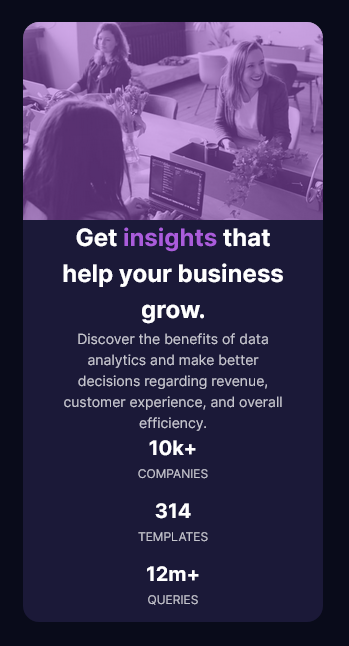 Get insights that
help your business
grow.
Discover the benefits of data
analytics and make better
decisions regarding revenue,
customer experience, and overall
efficiency.
10k+
COMPANIES
314
TEMPLATES
12m+
QUERIES